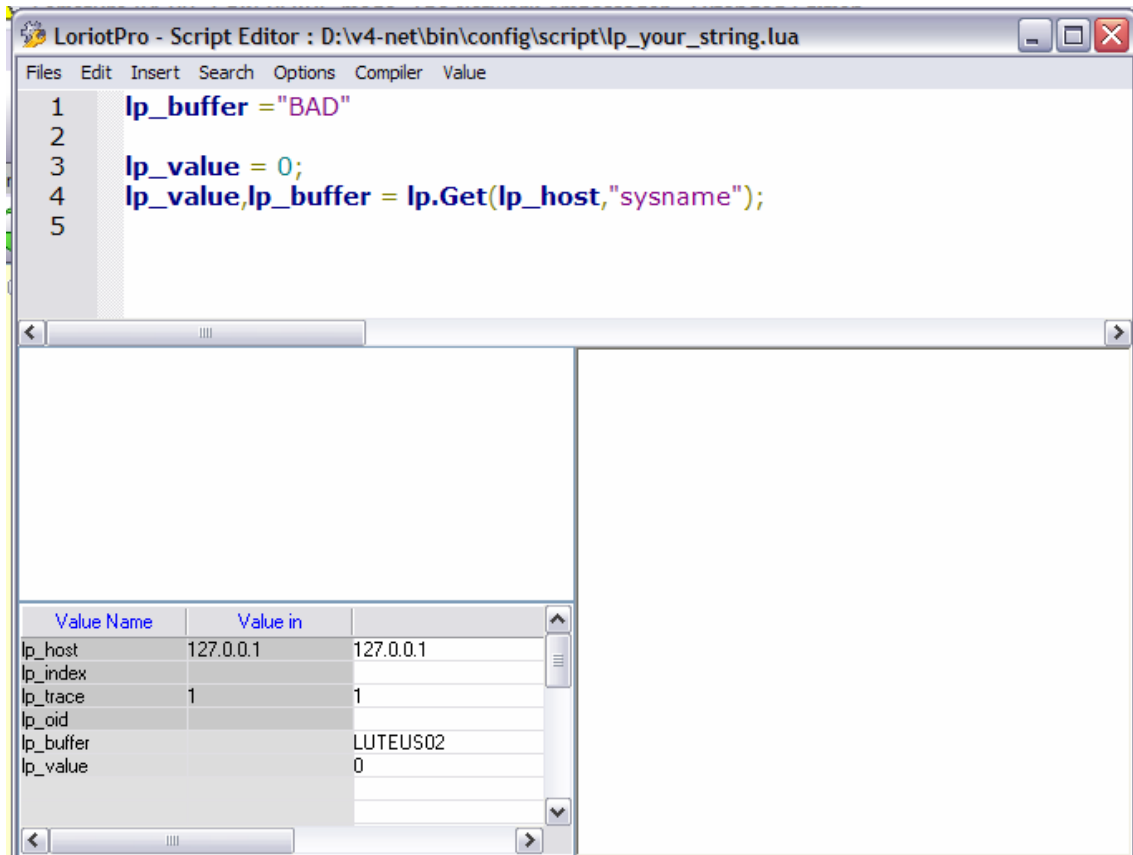 LoriotPro - Script Editor : D:\v4-net\bin\config\script\lp_your_string.lua
Files Edit Insert Search Options Compiler Value
1 lp_buffer ="BAD"
2
3 lp_value = 0;
4 lp_value,lp_buffer = lp.Get(lp_host,"sysname");
5
Value Name Value in
lp_host 127.0.0.1 127.0.0.1
lp_index
lp_trace 1 1
lp_oid
lp_buffer LUTEUS02
lp_value 0